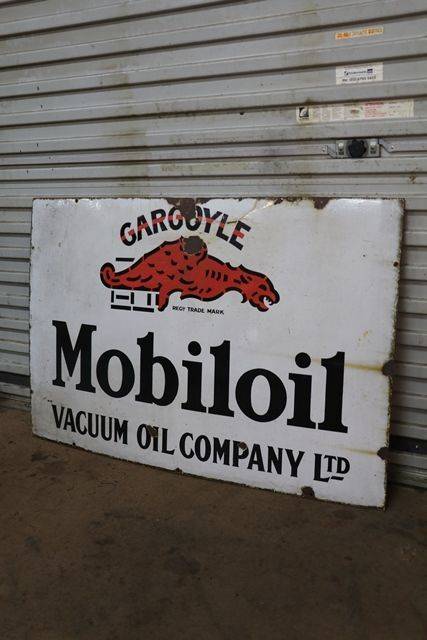 GARGOYLE
REGT TRADE MARK
Mobiloil
VACUUM OIL COMPANY LTD